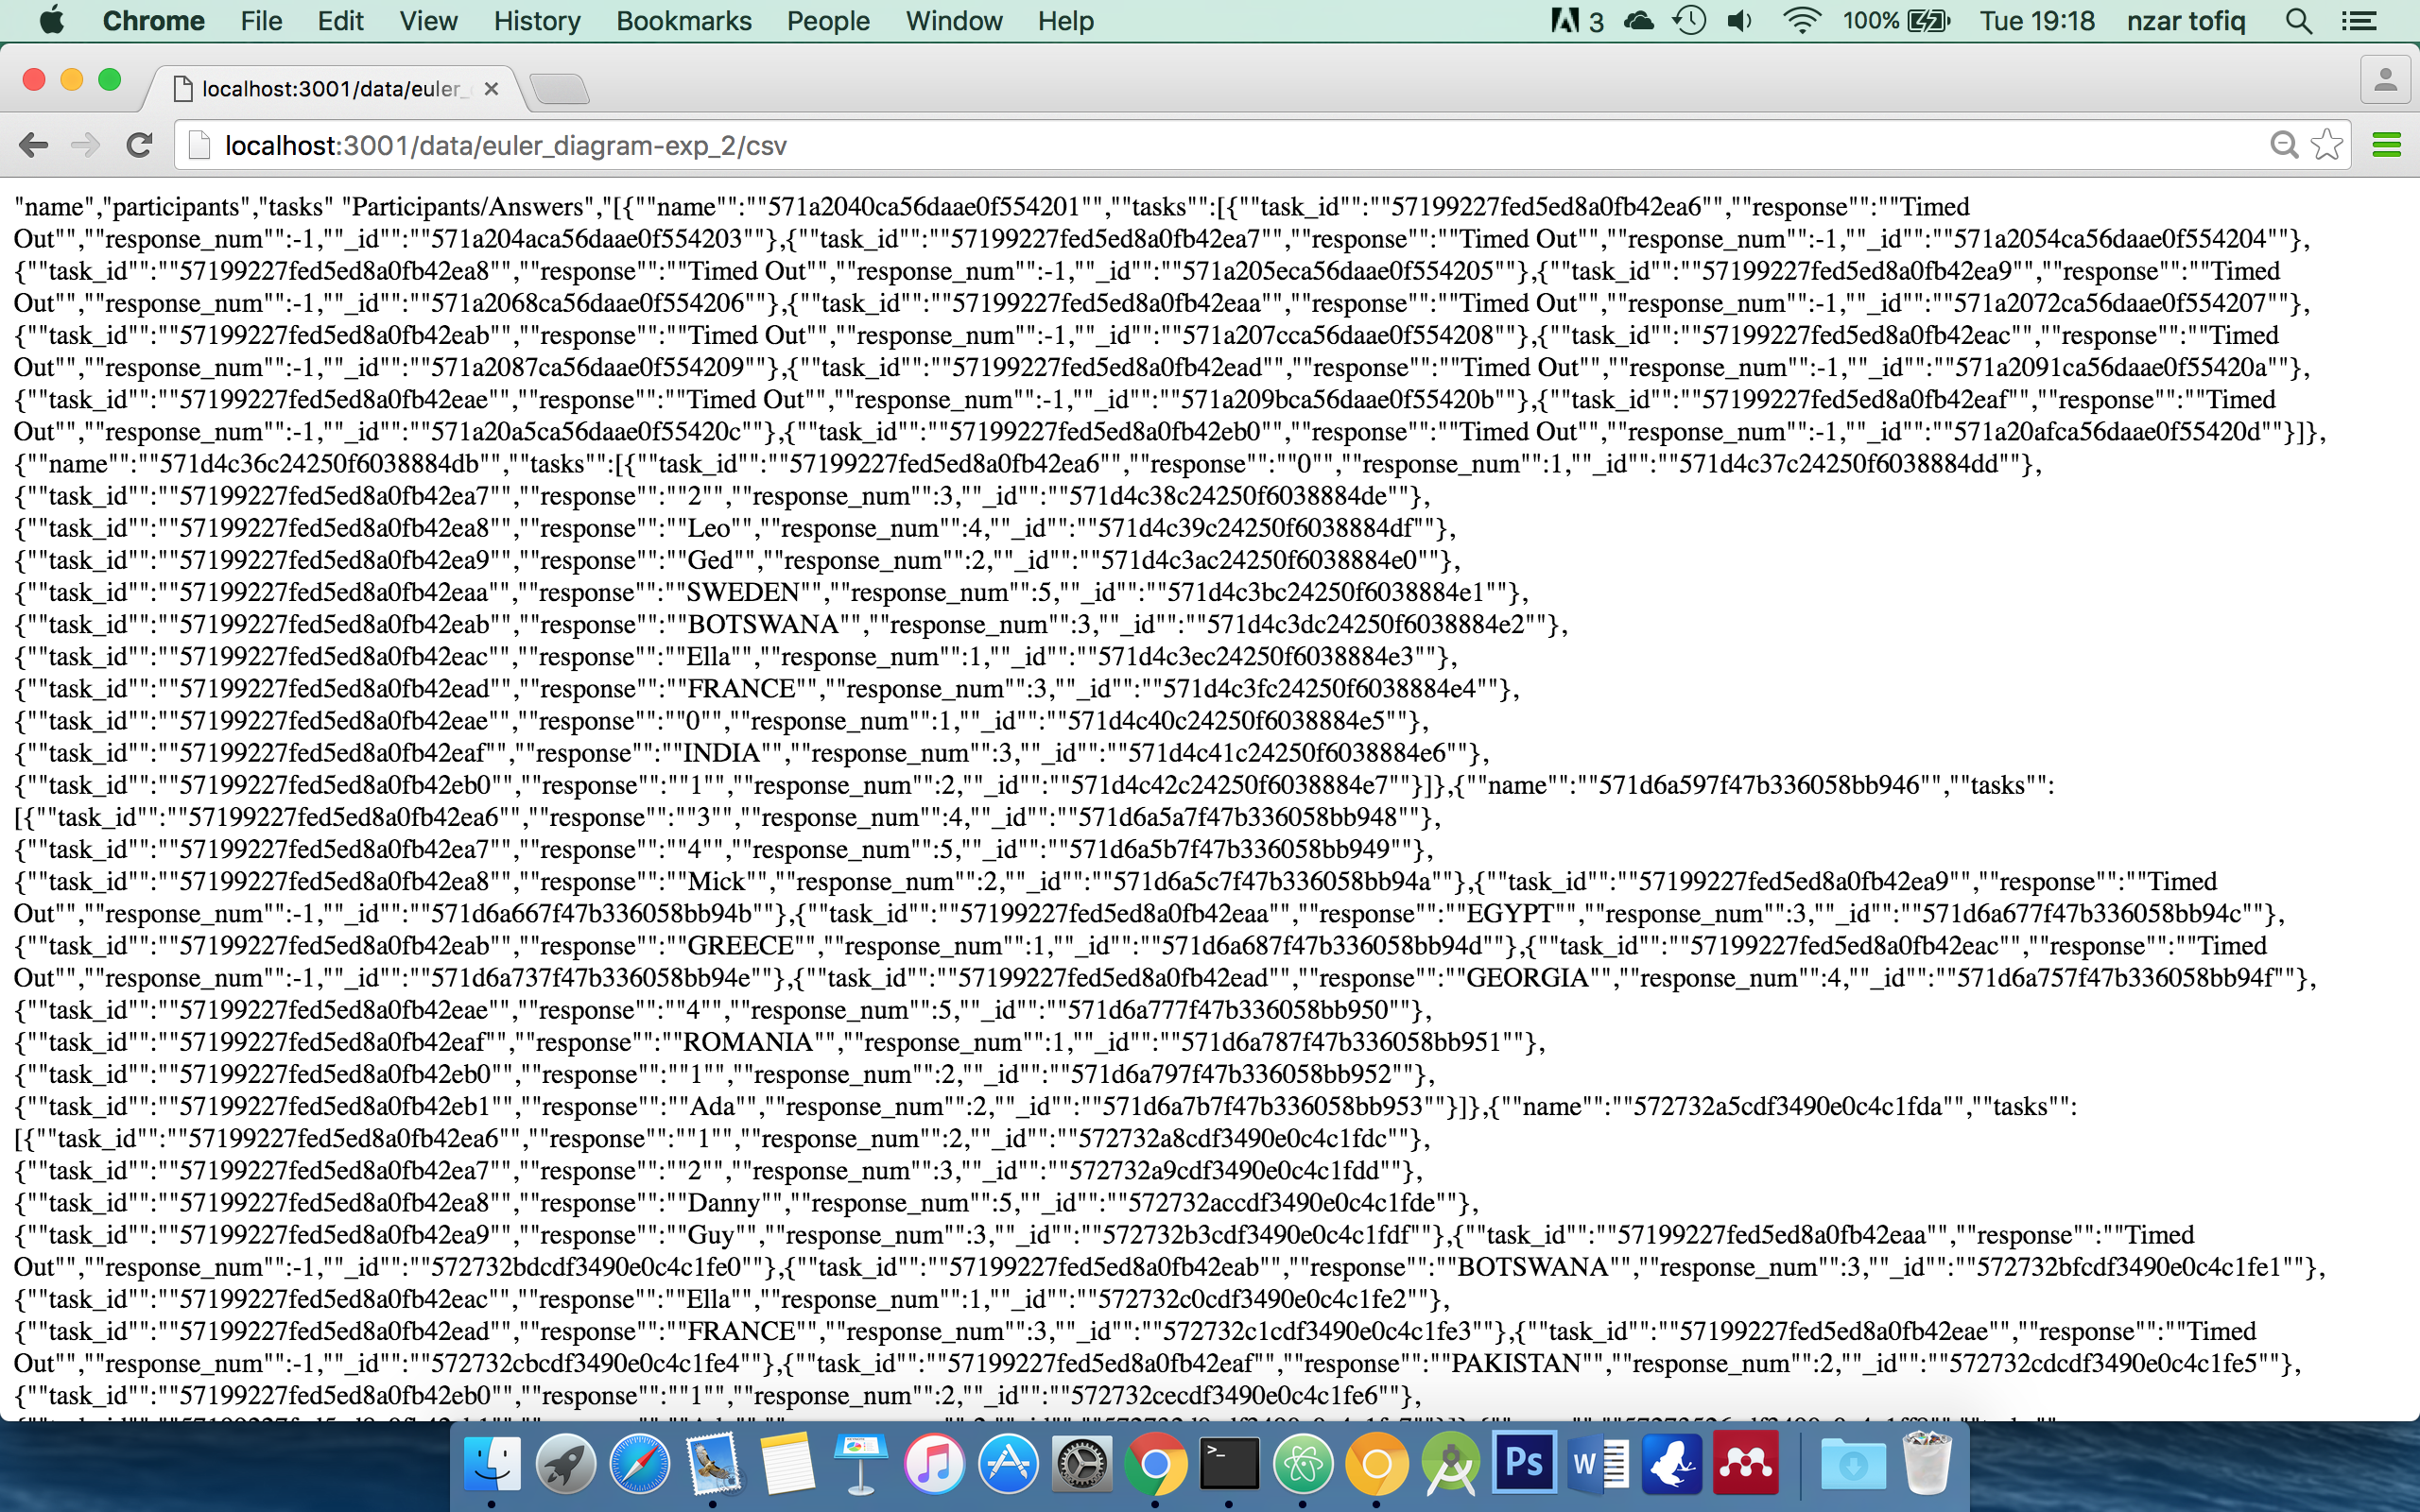 Chrome File Edit View History Bookmarks People Window Help 3 100% Tue 19:18 nzar tofiq
localhost:3001/data/euler_
localhost:3001/data/euler_diagram-exp_2/csv
"name","participants","tasks" "Participants/Answers","[{""name"":""571a2040ca56daae0f554201"",""tasks"":[{""task_id"":""57199227fed5ed8a0fb42ea6"",""response"":""Timed
Out"",""response_num"":-1,""_id"":""571a204aca56daae0f554203""},{""task_id"":""57199227fed5ed8a0fb42ea7"",""response"":""Timed Out"",""response_num"":-1,""_id"":""571a2054ca56daae0f554204""},
{""task_id"":""57199227fed5ed8a0fb42ea8"",""response"":""Timed Out"",""response_num"":-1,""_id"":""571a205eca56daae0f554205""},{""task_id"":""57199227fed5ed8a0fb42ea9"",""response"":""Timed
Out"",""response_num"":-1,""_id"":""571a2068ca56daae0f554206""},{""task_id"":""57199227fed5ed8a0fb42eaa"",""response"":""Timed Out"",""response_num"":-1,""_id"":""571a2072ca56daae0f554207""},
{""task_id"":""57199227fed5ed8a0fb42eab"",""response"":""Timed Out"",""response_num"":-1,""_id"":""571a207cca56daae0f554208""},{""task_id"":""57199227fed5ed8a0fb42eac"",""response"":""Timed
Out"",""response_num"":-1,""_id"":""571a2087ca56daae0f554209""},{""task_id"":""57199227fed5ed8a0fb42ead"",""response"":""Timed Out"",""response_num"":-1,""_id"":""571a2091ca56daae0f55420a""},
{""task_id"":""57199227fed5ed8a0fb42eae"",""response"":""Timed Out"",""response_num"":-1,""_id"":""571a209bca56daae0f55420b""},{""task_id"":""57199227fed5ed8a0fb42eaf"",""response"":""Timed
Out"",""response_num"":-1,""_id"":""571a20a5ca56daae0f55420c""},{""task_id"":""57199227fed5ed8a0fb42eb0"",""response"":""Timed Out"",""response_num"":-1,""_id"":""571a20afca56daae0f55420d""}]},
{""name"":""571d4c36c24250f6038884db"",""tasks"":[{""task_id"":""57199227fed5ed8a0fb42ea6"",""response"":""0"",""response_num"":1,""_id"":""571d4c37c24250f6038884dd""},
{""task_id"":""57199227fed5ed8a0fb42ea7"",""response"":""2"",""response_num"":3,""_id"":""571d4c38c24250f6038884de""},
{""task_id"":""57199227fed5ed8a0fb42ea8"",""response"":""Leo"",""response_num"":4,""_id"":""571d4c39c24250f6038884df""},
{""task_id"":""57199227fed5ed8a0fb42ea9"",""response"":""Ged"",""response_num"":2,""_id"":""571d4c3ac24250f6038884e0""},
{""task_id"":""57199227fed5ed8a0fb42eaa"",""response"":""SWEDEN"",""response_num"":5,""_id"":""571d4c3bc24250f6038884e1""},
{""task_id"":""57199227fed5ed8a0fb42eab"",""response"":""BOTSWANA"",""response_num"":3,""_id"":""571d4c3dc24250f6038884e2""},
{""task_id"":""57199227fed5ed8a0fb42eac"",""response"":""Ella"",""response_num"":1,""_id"":""571d4c3ec24250f6038884e3""},
{""task_id"":""57199227fed5ed8a0fb42ead"",""response"":""FRANCE"",""response_num"":3,""_id"":""571d4c3fc24250f6038884e4""},
{""task_id"":""57199227fed5ed8a0fb42eae"",""response"":""0"",""response_num"":1,""_id"":""571d4c40c24250f6038884e5""},
{""task_id"":""57199227fed5ed8a0fb42eaf"",""response"":""INDIA"",""response_num"":3,""_id"":""571d4c41c24250f6038884e6""},
{""task_id"":""57199227fed5ed8a0fb42eb0"",""response"":""1"",""response_num"":2,""_id"":""571d4c42c24250f6038884e7""}]},{""name"":""571d6a597f47b336058bb946"",""tasks"":
[{""task_id"":""57199227fed5ed8a0fb42ea6"",""response"":""3"",""response_num"":4,""_id"":""571d6a5a7f47b336058bb948""},
{""task_id"":""57199227fed5ed8a0fb42ea7"",""response"":""4"",""response_num"":5,""_id"":""571d6a5b7f47b336058bb949""},
{""task_id"":""57199227fed5ed8a0fb42ea8"",""response"":""Mick"",""response_num"":2,""_id"":""571d6a5c7f47b336058bb94a""},{""task_id"":""57199227fed5ed8a0fb42ea9"",""response"":""Timed
Out"",""response_num"":-1,""_id"":""571d6a667f47b336058bb94b""},{""task_id"":""57199227fed5ed8a0fb42eaa"",""response"":""EGYPT"",""response_num"":3,""_id"":""571d6a677f47b336058bb94c""},
{""task_id"":""57199227fed5ed8a0fb42eab"",""response"":""GREECE"",""response_num"":1,""_id"":""571d6a687f47b336058bb94d""},{""task_id"":""57199227fed5ed8a0fb42eac"",""response"":""Timed
Out"",""response_num"":-1,""_id"":""571d6a737f47b336058bb94e""},{""task_id"":""57199227fed5ed8a0fb42ead"",""response"":""GEORGIA"",""response_num"":4,""_id"":""571d6a757f47b336058bb94f""},
{""task_id"":""57199227fed5ed8a0fb42eae"",""response"":""4"",""response_num"":5,""_id"":""571d6a777f47b336058bb950""},
{""task_id"":""57199227fed5ed8a0fb42eaf"",""response"":""ROMANIA"",""response_num"":1,""_id"":""571d6a787f47b336058bb951""},
{""task_id"":""57199227fed5ed8a0fb42eb0"",""response"":""1"",""response_num"":2,""_id"":""571d6a797f47b336058bb952""},
{""task_id"":""57199227fed5ed8a0fb42eb1"",""response"":""Ada"",""response_num"":2,""_id"":""571d6a7b7f47b336058bb953""}]},{""name"":""572732a5cdf3490e0c4c1fda"",""tasks"":
[{""task_id"":""57199227fed5ed8a0fb42ea6"",""response"":""1"",""response_num"":2,""_id"":""572732a8cdf3490e0c4c1fdc""},
{""task_id"":""57199227fed5ed8a0fb42ea7"",""response"":""2"",""response_num"":3,""_id"":""572732a9cdf3490e0c4c1fdd""},
{""task_id"":""57199227fed5ed8a0fb42ea8"",""response"":""Danny"",""response_num"":5,""_id"":""572732accdf3490e0c4c1fde""},
{""task_id"":""57199227fed5ed8a0fb42ea9"",""response"":""Guy"",""response_num"":3,""_id"":""572732b3cdf3490e0c4c1fdf""},{""task_id"":""57199227fed5ed8a0fb42eaa"",""response"":""Timed
Out"",""response_num"":-1,""_id"":""572732bdcdf3490e0c4c1fe0""},{""task_id"":""57199227fed5ed8a0fb42eab"",""response"":""BOTSWANA"",""response_num"":3,""_id"":""572732bfcdf3490e0c4c1fe1""},
{""task_id"":""57199227fed5ed8a0fb42eac"",""response"":""Ella"",""response_num"":1,""_id"":""572732c0cdf3490e0c4c1fe2""},
{""task_id"":""57199227fed5ed8a0fb42ead"",""response"":""FRANCE"",""response_num"":3,""_id"":""572732c1cdf3490e0c4c1fe3""},{""task_id"":""57199227fed5ed8a0fb42eae"",""response"":""Timed
Out"",""response_num"":-1,""_id"":""572732cbcdf3490e0c4c1fe4""},{""task_id"":""57199227fed5ed8a0fb42eaf"",""response"":""PAKISTAN"",""response_num"":2,""_id"":""572732cdcdf3490e0c4c1fe5""},
{""task_id"":""57199227fed5ed8a0fb42eb0"",""response"":""1"",""response_num"":2,""_id"":""572732cecdf3490e0c4c1fe6""},
Ps W